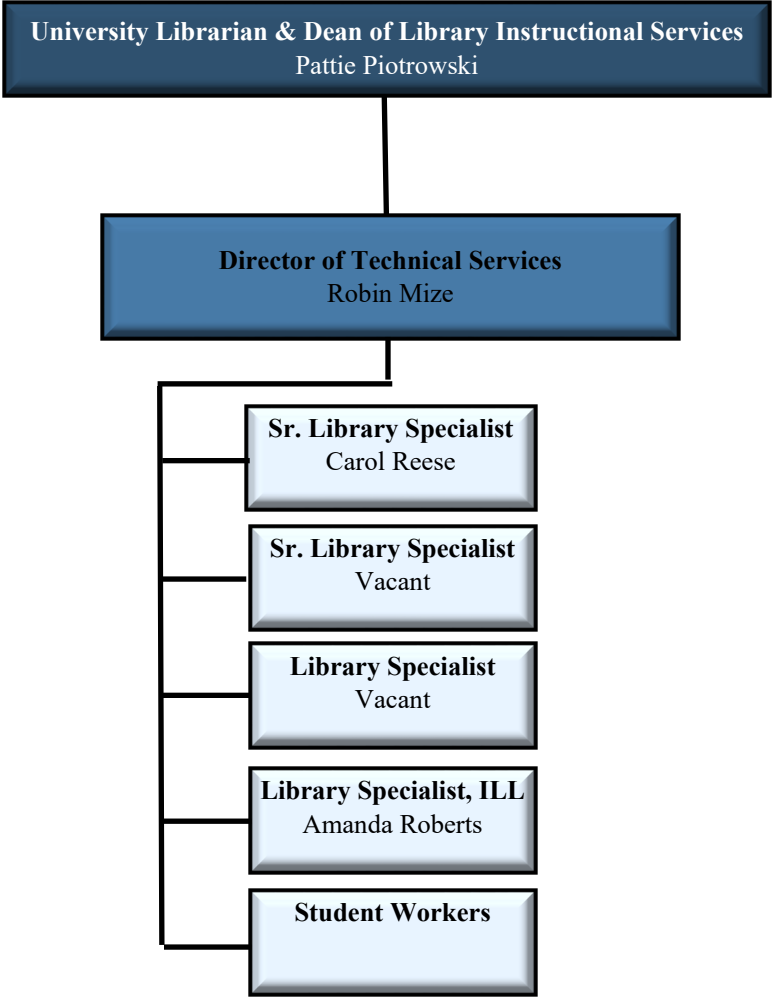 University Librarian & Dean of Library Instructional Services
Pattie Piotrowski
Director of Technical Services
Robin Mize
Sr. Library Specialist
Carol Reese
Sr. Library Specialist
Vacant
Library Specialist
Vacant
Library Specialist, ILL
Amanda Roberts
Student Workers